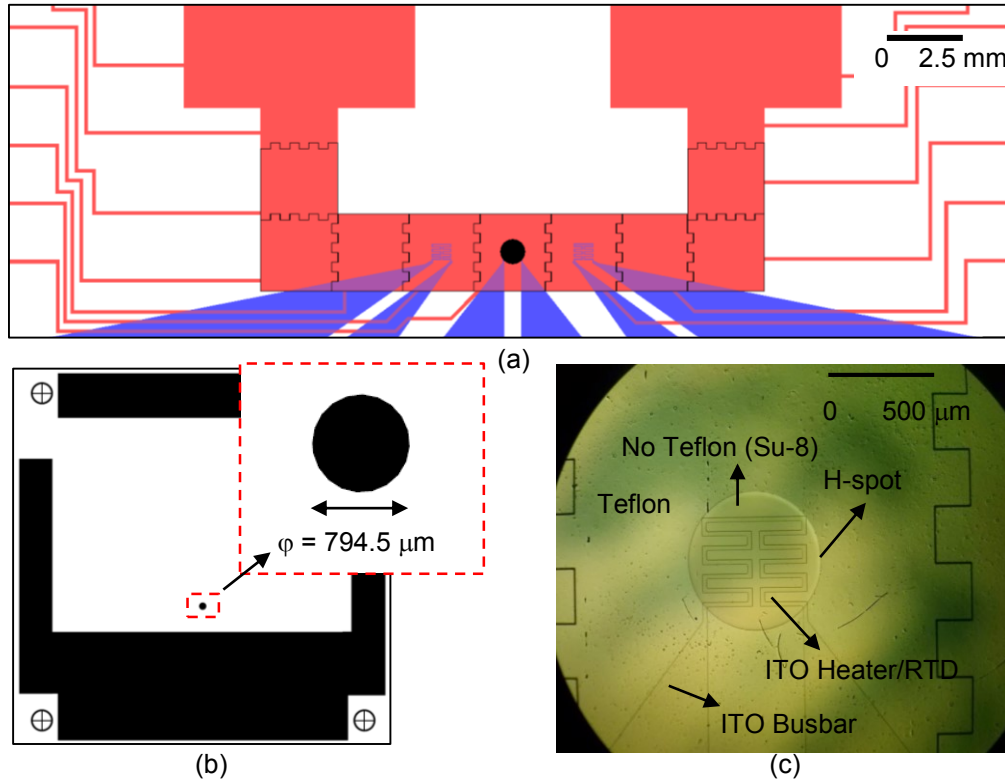 0 2.5 mm
(a)
φ = 794.5 μm
(b)
0 500 μm
No Teflon (Su-8)
H-spot
Teflon
ITO Heater/RTD
ITO Busbar
(c)